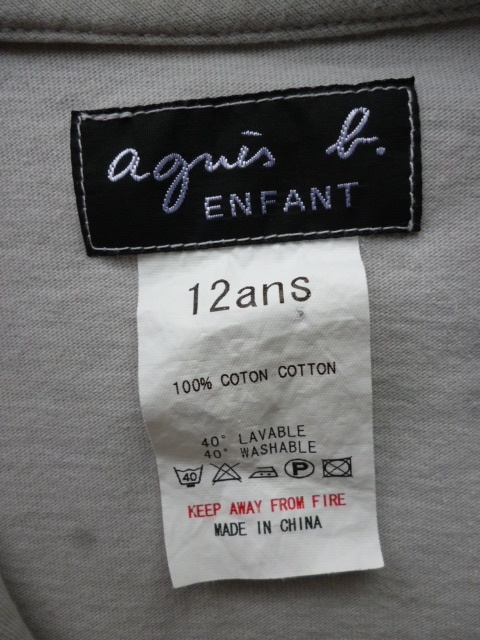 agnès b.
ENFANT
12ans
100% COTON COTTON
40° LAVABLE
40° WASHABLE
40 P
KEEP AWAY FROM FIRE
MADE IN CHINA